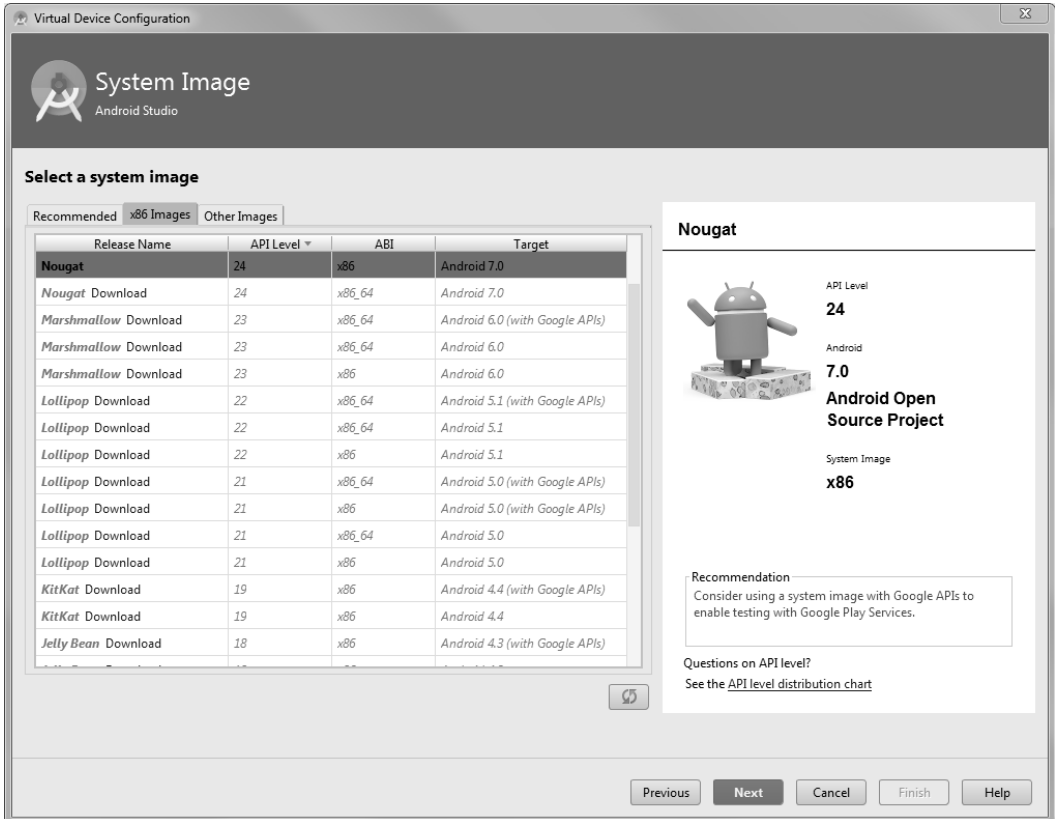 Virtual Device Configuration
System Image
Android Studio
Select a system image
Recommended x86 Images Other Images
Release Name API Level ABI Target
Nougat 24 x86 Android 7.0
Nougat Download 24 x86_64 Android 7.0
Marshmallow Download 23 x86_64 Android 6.0 (with Google APIs)
Marshmallow Download 23 x86_64 Android 6.0
Marshmallow Download 23 x86 Android 6.0
Lollipop Download 22 x86_64 Android 5.1 (with Google APIs)
Lollipop Download 22 x86_64 Android 5.1
Lollipop Download 22 x86 Android 5.1
Lollipop Download 21 x86_64 Android 5.0 (with Google APIs)
Lollipop Download 21 x86 Android 5.0 (with Google APIs)
Lollipop Download 21 x86_64 Android 5.0
Lollipop Download 21 x86 Android 5.0
KitKat Download 19 x86 Android 4.4 (with Google APIs)
KitKat Download 19 x86 Android 4.4
Jelly Bean Download 18 x86 Android 4.3 (with Google APIs)
Nougat
API Level
24
Android
7.0
Android Open
Source Project
System Image
x86
Recommendation
Consider using a system image with Google APIs to
enable testing with Google Play Services.
Questions on API level?
See the API level distribution chart
Previous Next Cancel Finish Help